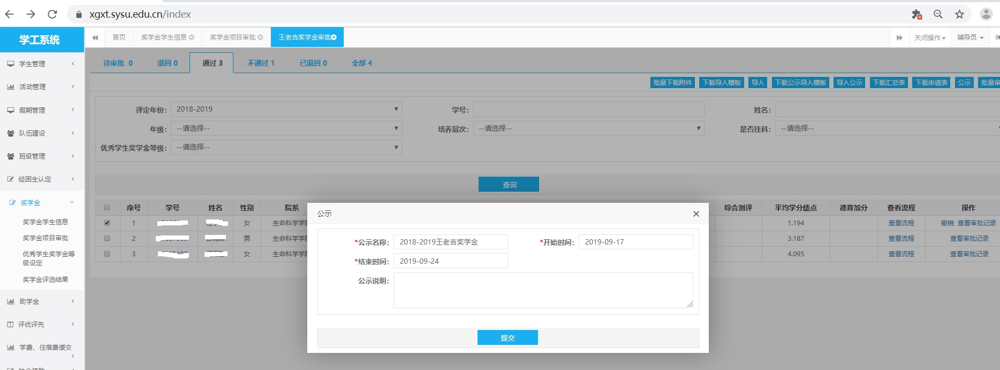 xgxt.sysu.edu.cn/index
学工系统
首页 奖学金学生信息 奖学金项目审批 王老吉奖学金审批 关闭操作 辅导员
待审批 0 退回 0 通过 3 不通过 1 已退回 0 全部 4
批量下载附件 下载导入模板 导入 下载公示导入模板 导入公示 下载汇总表 下载申请表 公示 批量审
评定年份: 2018-2019 学号: 姓名:
年级: --请选择-- 培养层次: --请选择-- 是否挂科: --请选择--
优秀学生奖学金等级: --请选择--
查询
学生管理
活动管理
假期管理
队伍建设
班级管理
经困生认定
奖学金
奖学金学生信息
奖学金项目审批
优秀学生奖学金等
级设定
奖学金评选结果
助学金
评优评先
学费、住宿费缓交
序号 学号 姓名 性别 院系 综合测评 平均学分绩点 德育加分 查看流程 操作
1 女 生命科学学院 1.194 查看流程 撤销 查看审批记录
2 男 生命科学学院 3.187 查看流程 查看审批记录
3 女 生命科学学院 4.095 查看流程 查看审批记录
公示
*公示名称: 2018-2019王老吉奖学金 *开始时间: 2019-09-17
*结束时间: 2019-09-24
公示说明:
提交